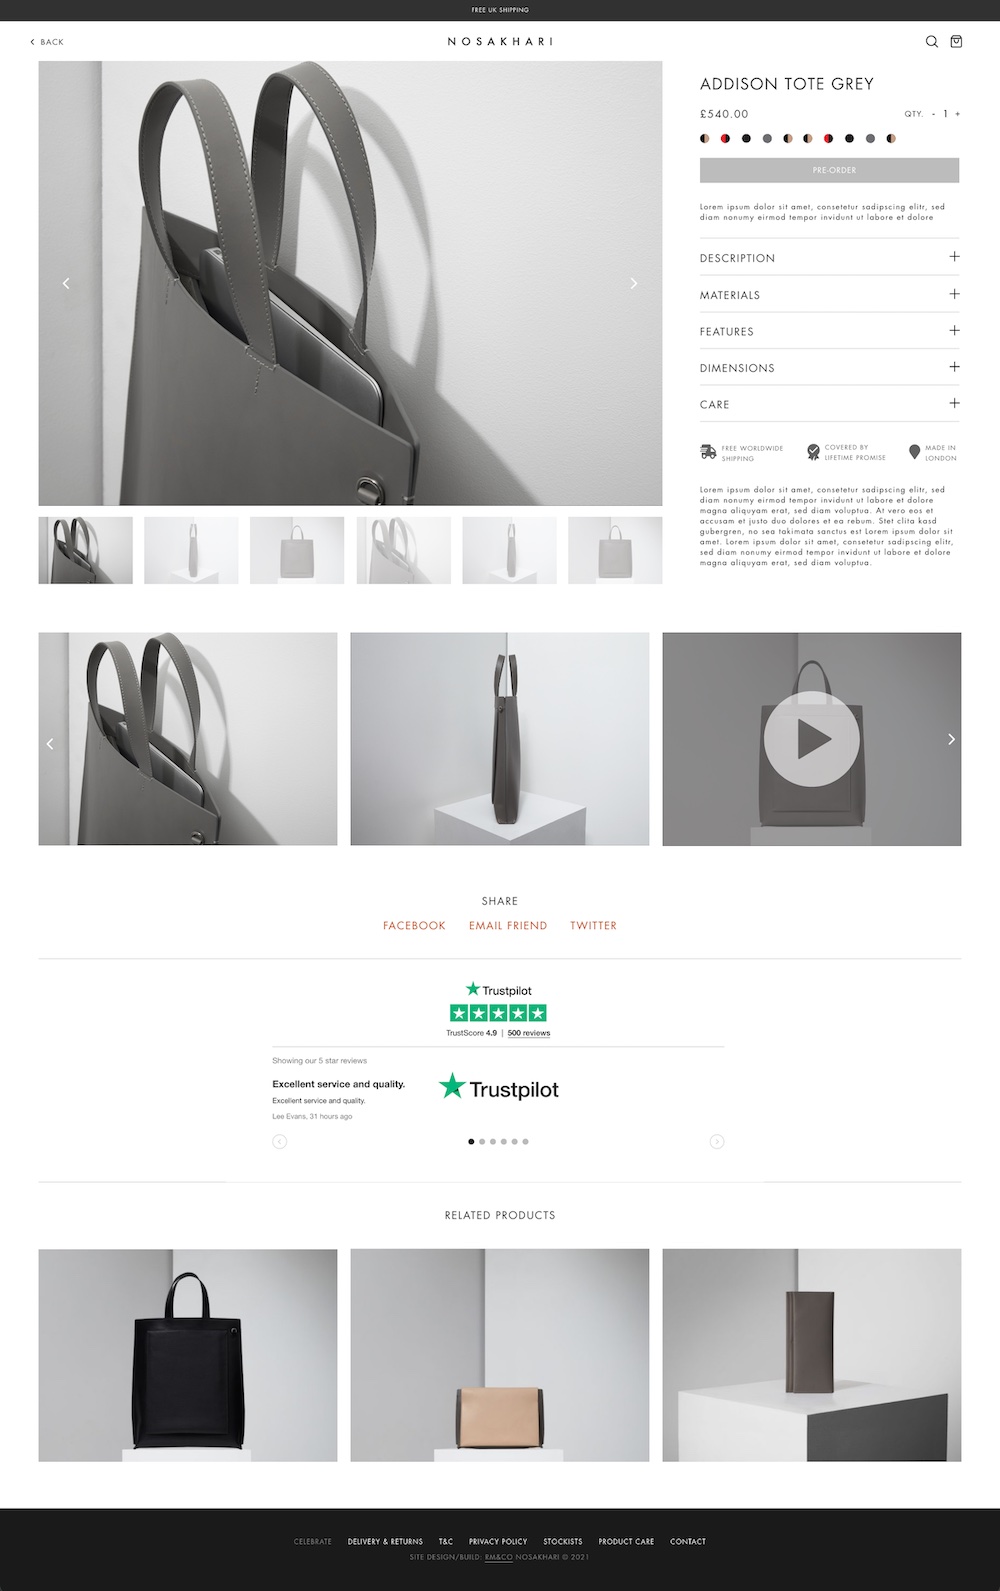 FREE UK SHIPPING
BACK
NOSAKHARI
ADDISON TOTE GREY
£540.00
QTY. - 1 +
PRE-ORDER
Lorem ipsum dolor sit amet, consetetur sadipscing elitr, sed
diam nonumy eirmod tempor invidunt ut labore et dolore
DESCRIPTION
MATERIALS
FEATURES
DIMENSIONS
CARE
FREE WORLDWIDE
SHIPPING
COVERED BY
LIFETIME PROMISE
MADE IN
LONDON
Lorem ipsum dolor sit amet, consetetur sadipscing elitr, sed
diam nonumy eirmod tempor invidunt ut labore et dolore
magna aliquyam erat, sed diam voluptua. At vero eos et
accusam et justo duo dolores et ea rebum. Stet clita kasd
gubergren, no sea takimata sanctus est Lorem ipsum dolor sit
amet. Lorem ipsum dolor sit amet, consetetur sadipscing elitr,
sed diam nonumy eirmod tempor invidunt ut labore et dolore
magna aliquyam erat, sed diam voluptua.
SHARE
FACEBOOK EMAIL FRIEND TWITTER
Trustpilot
TrustScore 4.9 | 500 reviews
Showing our 5 star reviews
Excellent service and quality.
Excellent service and quality.
Lee Evans, 31 hours ago
Trustpilot
RELATED PRODUCTS
CELEBRATE DELIVERY & RETURNS T&C PRIVACY POLICY STOCKISTS PRODUCT CARE CONTACT
SITE DESIGN/BUILD: RM&CO NOSAKHARI © 2021